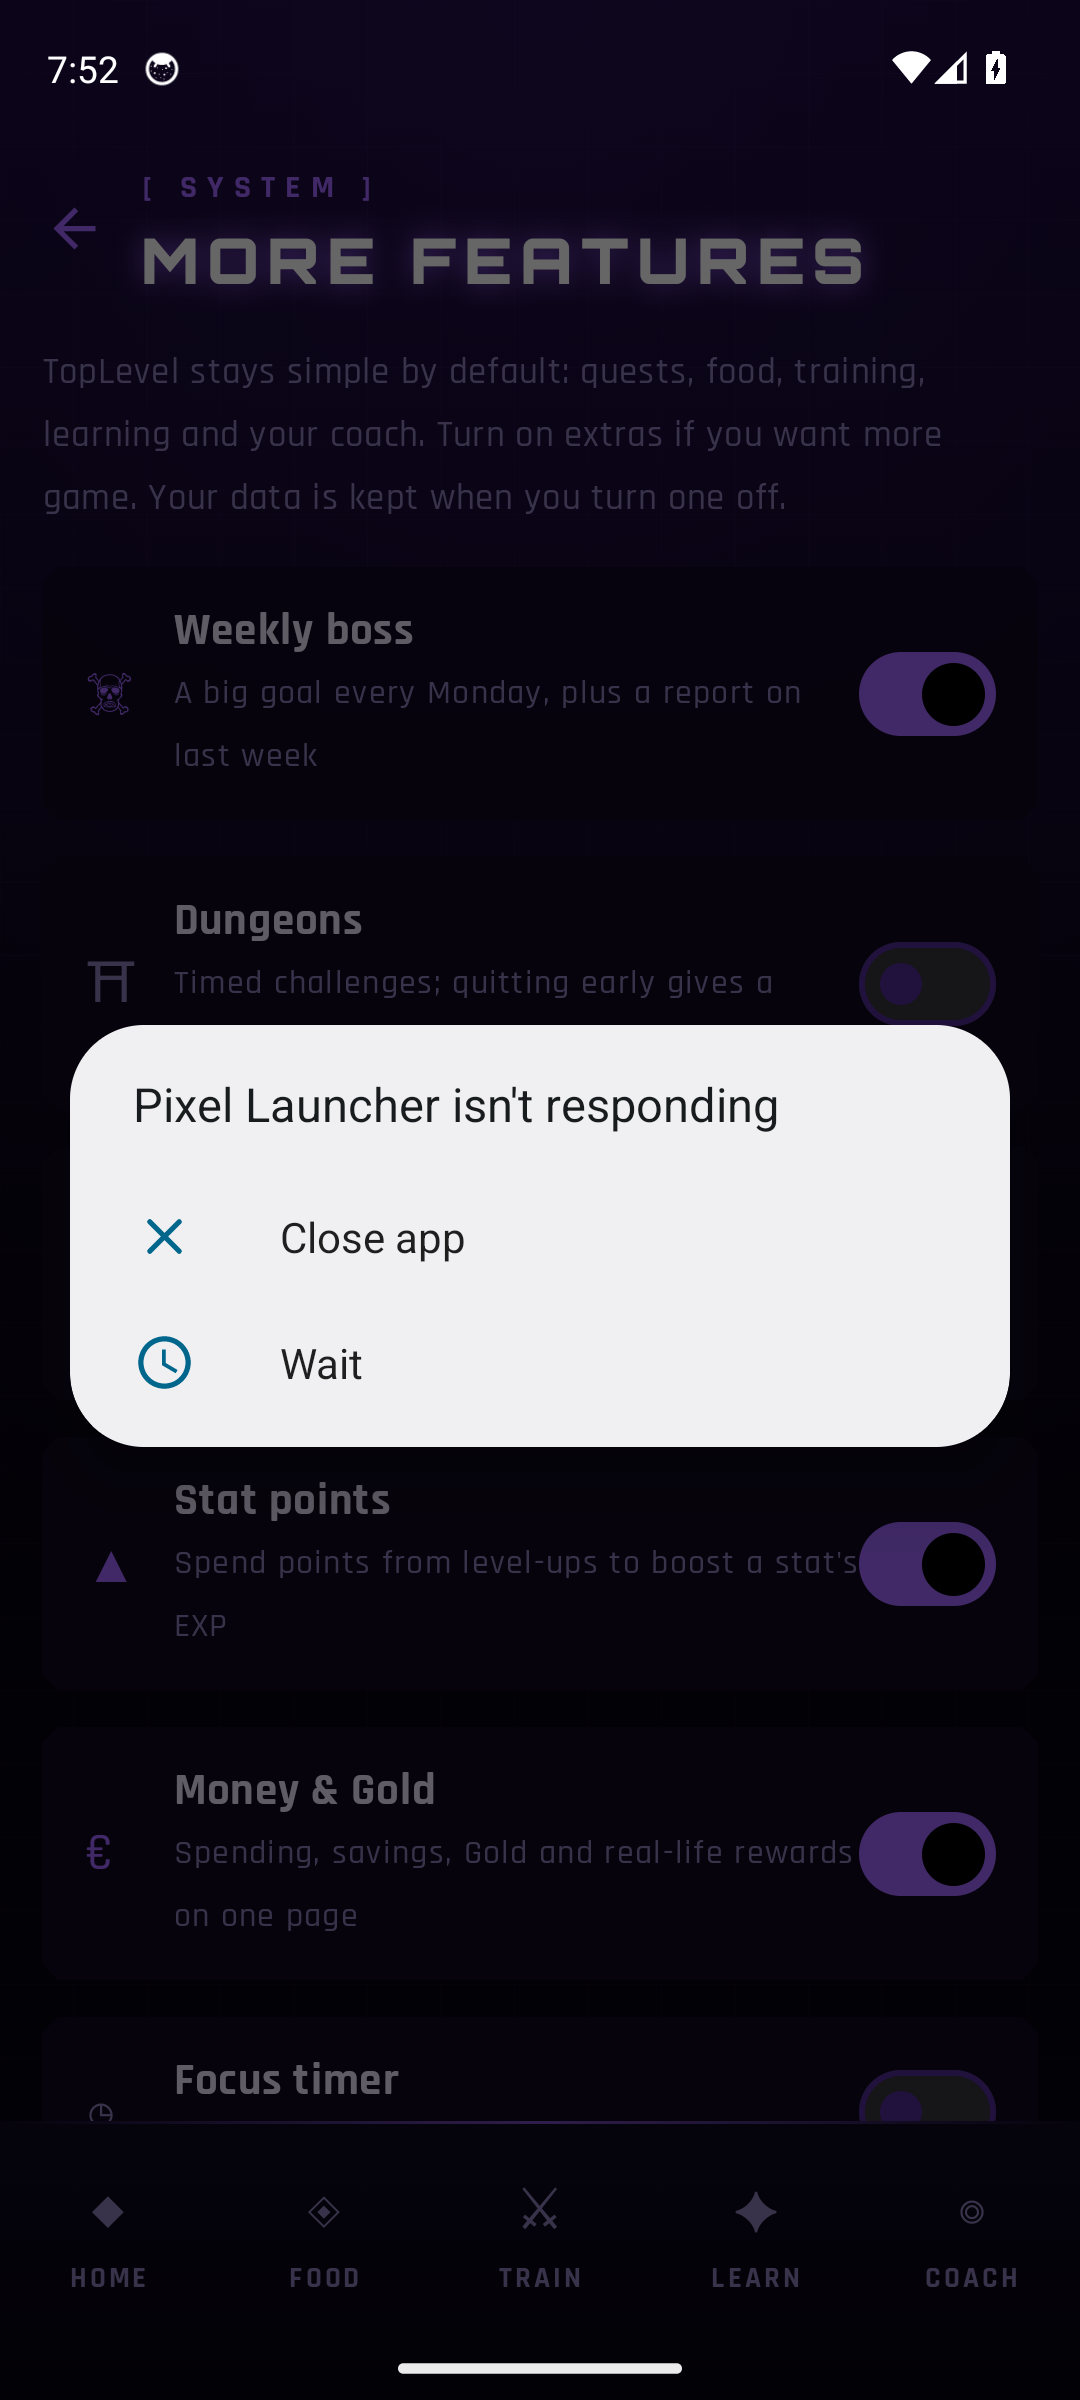 7:52
[ SYSTEM ]
MORE FEATURES
TopLevel stays simple by default: quests, food, training,
learning and your coach. Turn on extras if you want more
game. Your data is kept when you turn one off.
Weekly boss
A big goal every Monday, plus a report on
last week
Dungeons
Timed challenges; quitting early gives a
Pixel Launcher isn't responding
Close app
Wait
Stat points
Spend points from level-ups to boost a stat's
EXP
Money & Gold
€
Spending, savings, Gold and real-life rewards
on one page
Focus timer
HOME
FOOD
TRAIN
LEARN
COACH